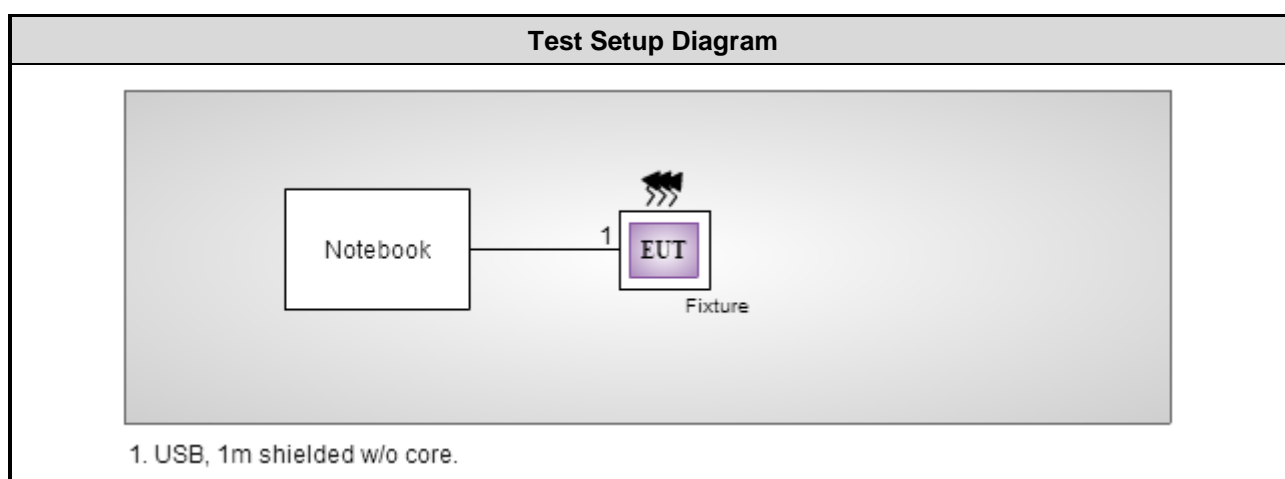 Test Setup Diagram
Notebook
1
EUT
Fixture
1. USB, 1m shielded w/o core.